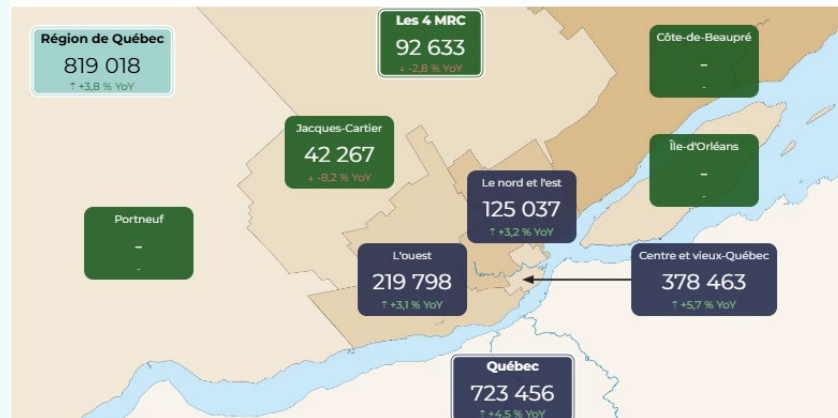 Région de Québec
819 018
↑ +3,8 % YoY
Les 4 MRC
92 633
↓ -2,8 % YoY
Côte-de-Beaupré
-
-
Jacques-Cartier
42 267
↓ -8,2 % YoY
Île-d'Orléans
-
-
Le nord et l'est
125 037
↑ +3,2 % YoY
Portneuf
-
-
L'ouest
219 798
↑ +3,1 % YoY
Centre et vieux-Québec
378 463
↑ +5,7 % YoY
Québec
723 456
↑ +4,5 % YoY